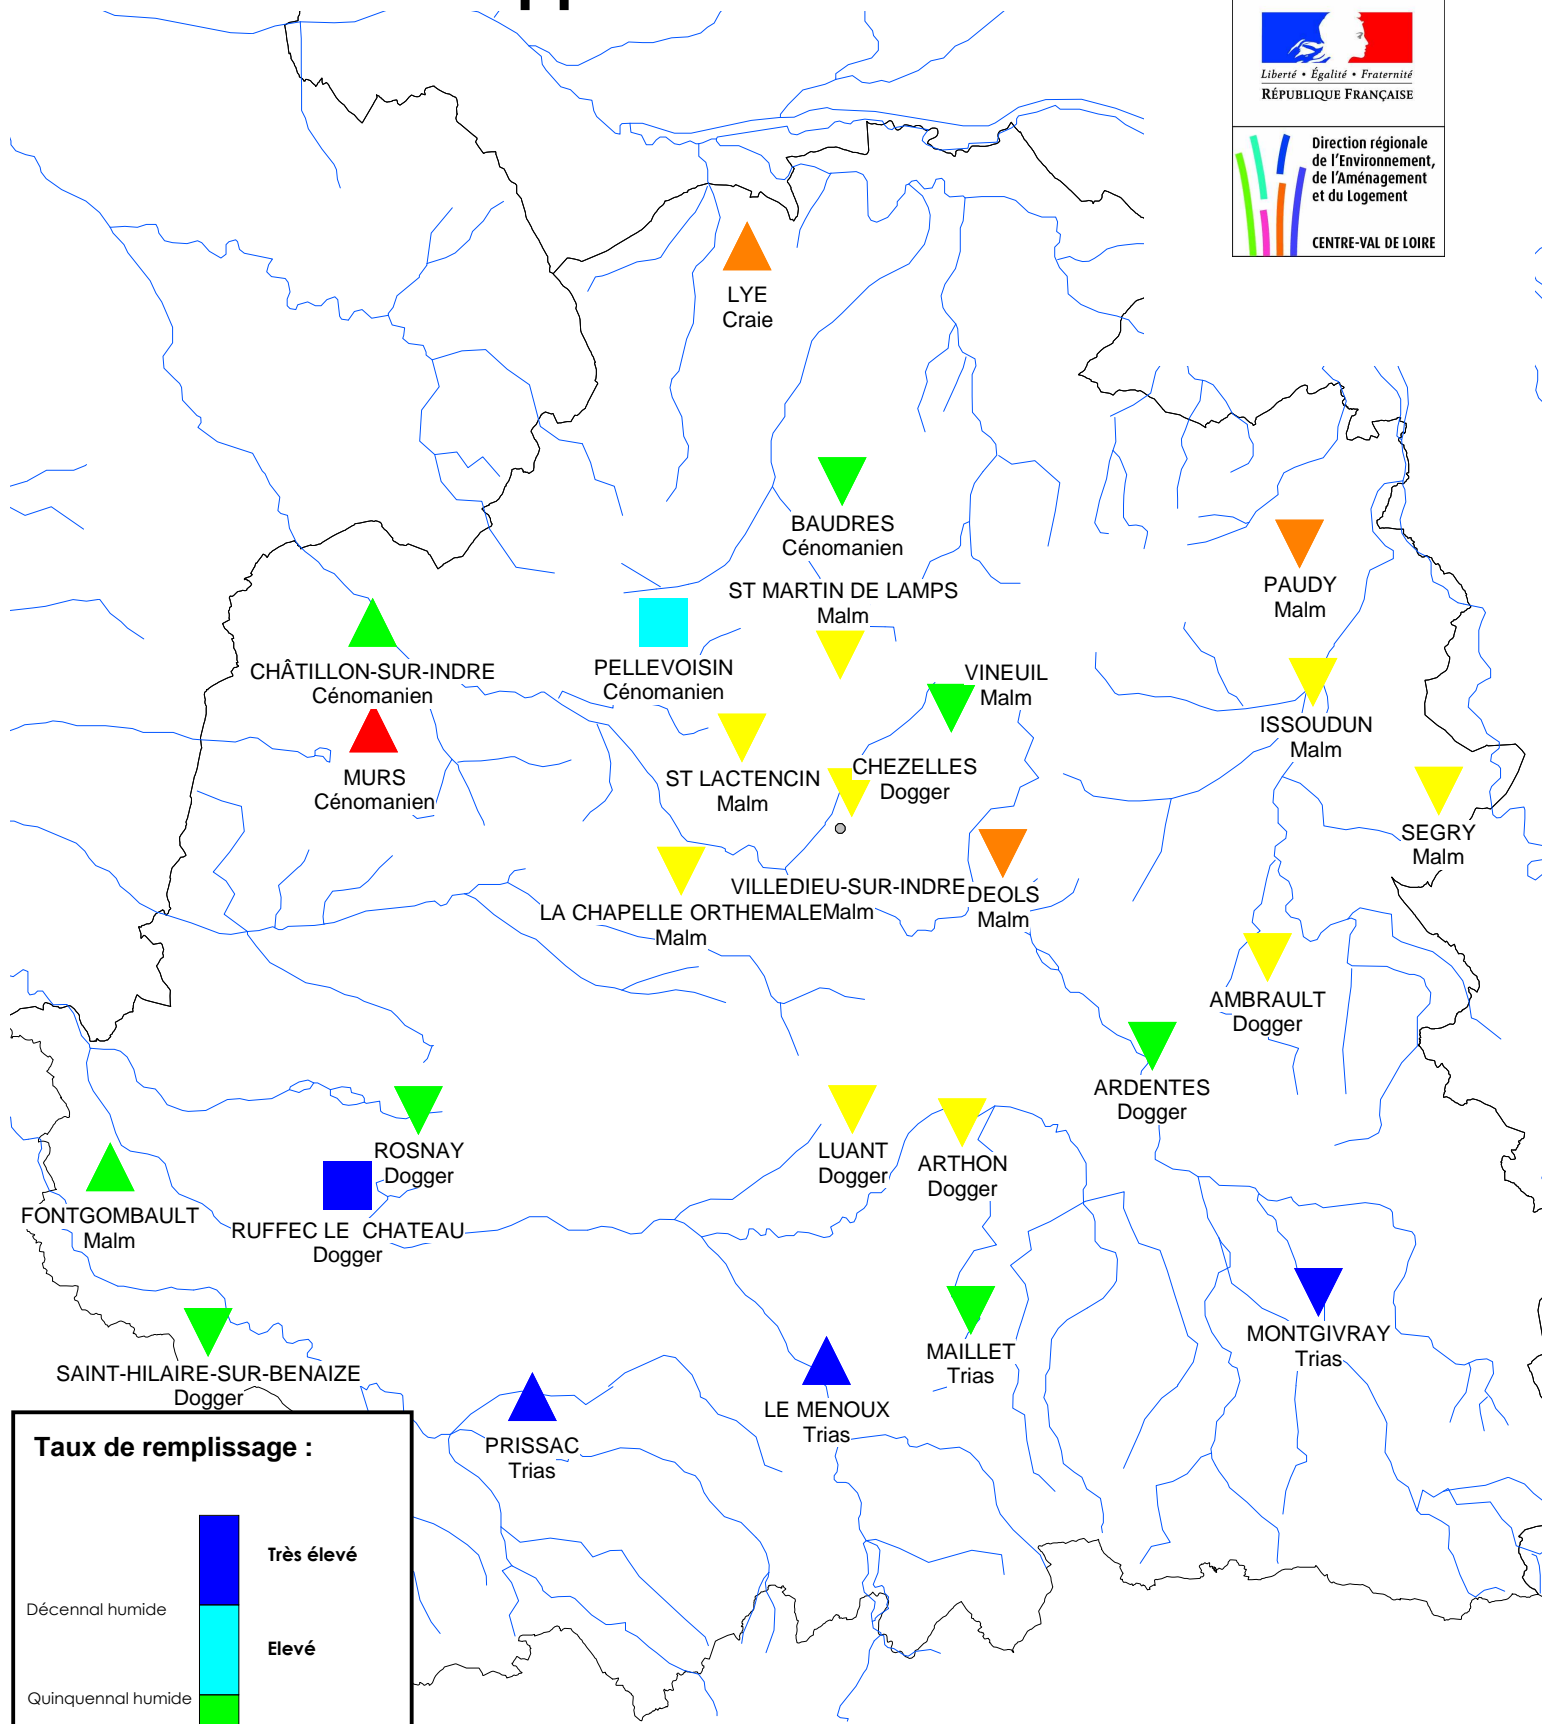 Liberté • Égalité • Fraternité
RÉPUBLIQUE FRANÇAISE
Direction régionale
de l'Environnement,
de l'Aménagement
et du Logement
CENTRE-VAL DE LOIRE
LYE
Craie
BAUDRES
Cénomanien
PAUDY
Malm
ST MARTIN DE LAMPS
Malm
CHÂTILLON-SUR-INDRE
Cénomanien
PELLEVOISIN
Cénomanien
VINEUIL
Malm
ISSOUDUN
Malm
MURS
Cénomanien
ST LACTENCIN
Malm
CHEZELLES
Dogger
SEGRY
Malm
VILLEDIEU-SUR-INDRE
Malm
DEOLS
Malm
LA CHAPELLE ORTHEMALE
Malm
AMBRAULT
Dogger
ARDENTES
Dogger
ROSNAY
Dogger
LUANT
Dogger
ARTHON
Dogger
FONTGOMBAULT
Malm
RUFFEC LE CHATEAU
Dogger
MONTGIVRAY
Trias
MAILLET
Trias
SAINT-HILAIRE-SUR-BENAIZE
Dogger
LE MENOUX
Trias
PRISSAC
Trias
Taux de remplissage :
Très élevé
Décennal humide
Elevé
Quinquennal humide